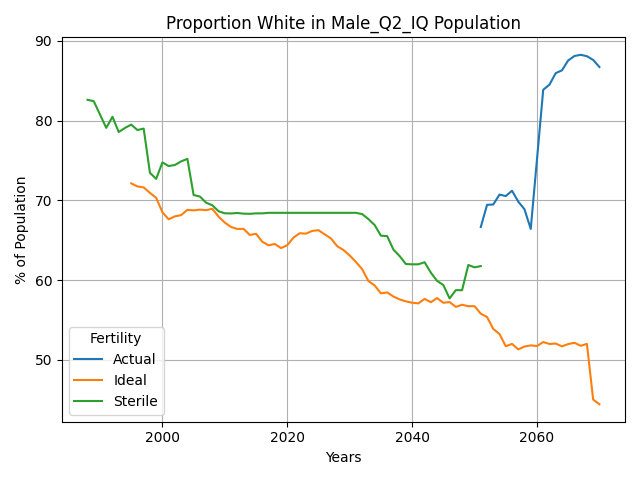 Proportion White in Male_Q2_IQ Population
% of Population
90
80
70
60
50
Fertility
Actual
Ideal
Sterile
2000
2020
2040
2060
Years